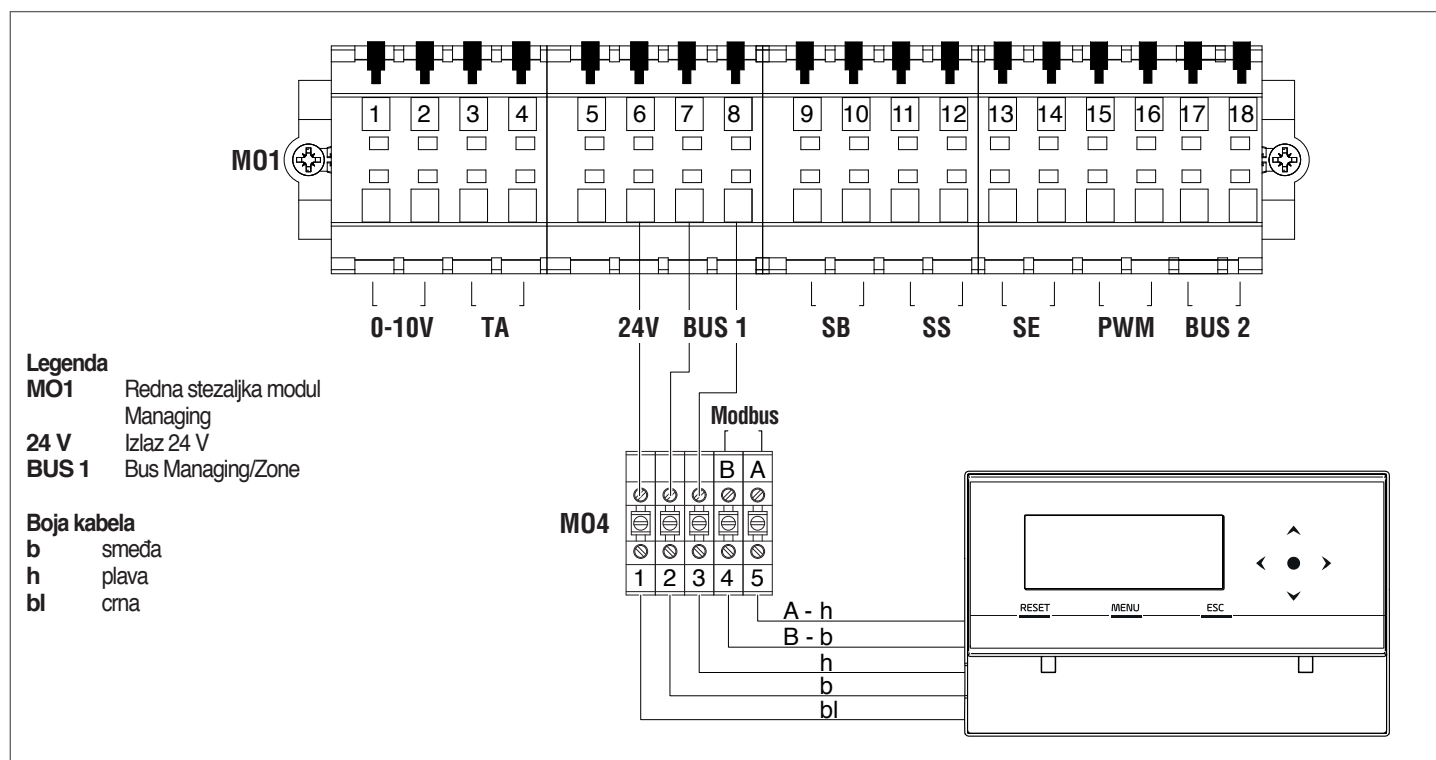 1 2 3 4 5 6 7 8 9 10 11 12 13 14 15 16 17 18
MO1
0-10V TA 24V BUS 1 SB SS SE PWM BUS 2
Legenda
MO1 Redna stezaljka modul
Managing
24 V Izlaz 24 V
BUS 1 Bus Managing/Zone
Boja kabela
b smeđa
h plava
bl crna
Modbus
B A
MO4
1 2 3 4 5
A - h
B - b
h
b
bl
RESET MENU ESC